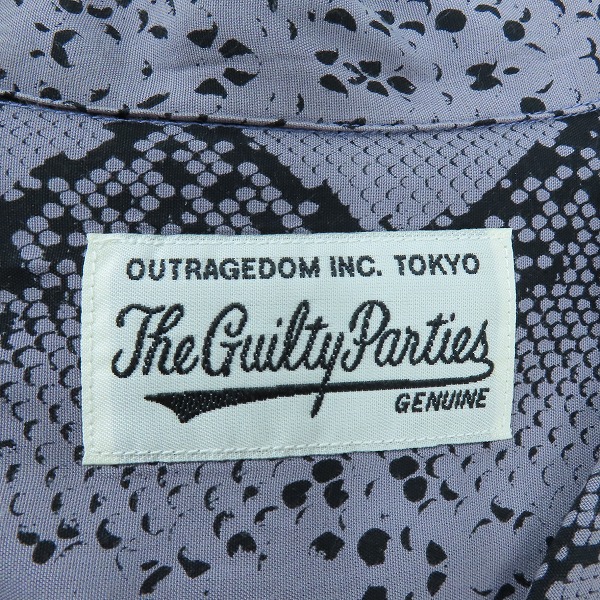 OUTRAGEDOM INC. TOKYO
The Guilty Parties
GENUINE